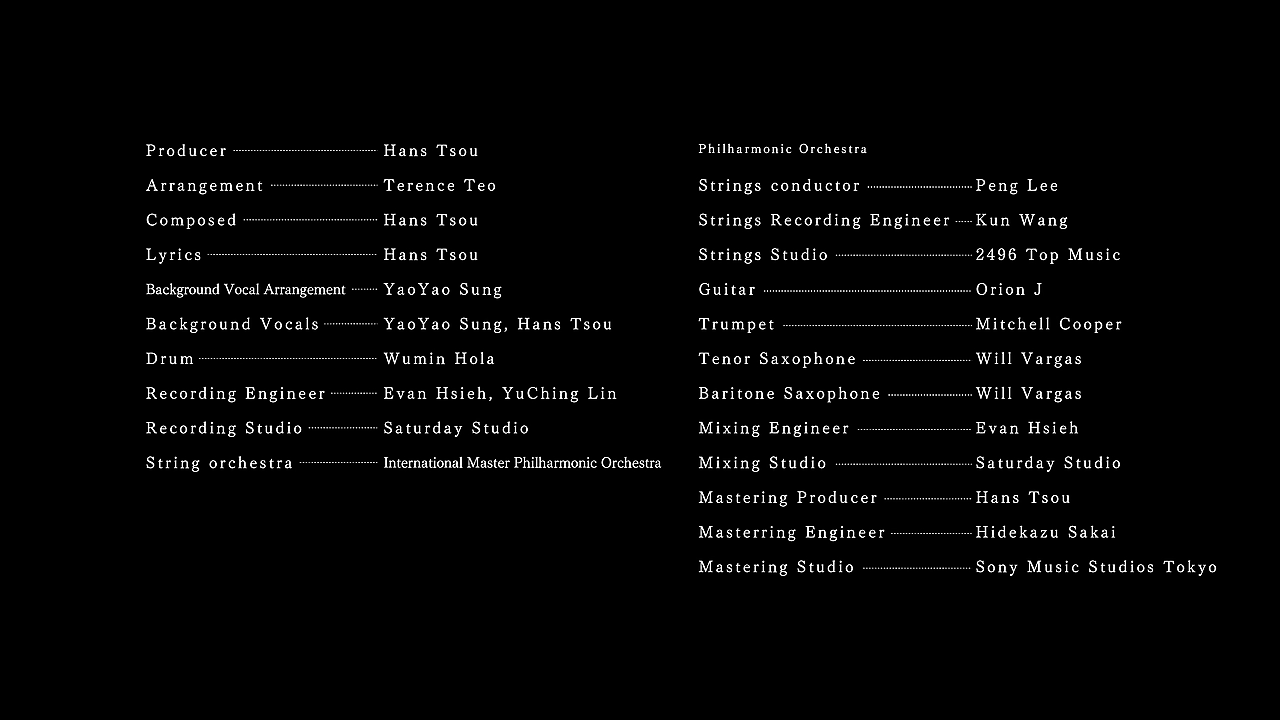 Producer Hans Tsou
Arrangement Terence Teo
Composed Hans Tsou
Lyrics Hans Tsou
Background Vocal Arrangement YaoYao Sung
Background Vocals YaoYao Sung, Hans Tsou
Drum Wumin Hola
Recording Engineer Evan Hsieh, YuChing Lin
Recording Studio Saturday Studio
String orchestra International Master Philharmonic Orchestra
Philharmonic Orchestra
Strings conductor Peng Lee
Strings Recording Engineer Kun Wang
Strings Studio 2496 Top Music
Guitar Orion J
Trumpet Mitchell Cooper
Tenor Saxophone Will Vargas
Baritone Saxophone Will Vargas
Mixing Engineer Evan Hsieh
Mixing Studio Saturday Studio
Mastering Producer Hans Tsou
Masterring Engineer Hidekazu Sakai
Mastering Studio Sony Music Studios Tokyo